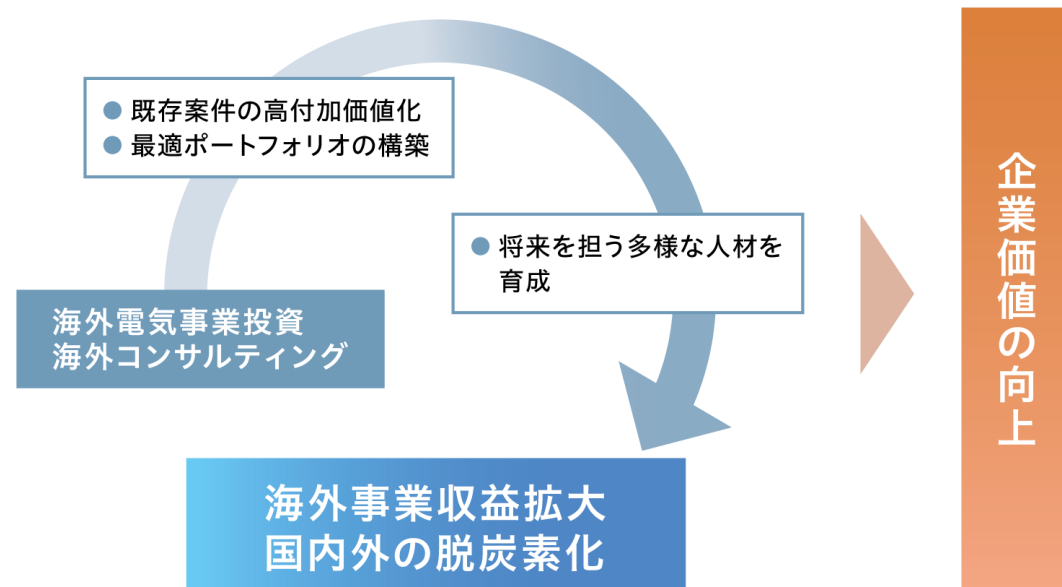 ● 既存案件の高付加価値化
● 最適ポートフォリオの構築
● 将来を担う多様な人材を
育成
海外電気事業投資
海外コンサルティング
海外事業収益拡大
国内外の脱炭素化
企業価値の向上